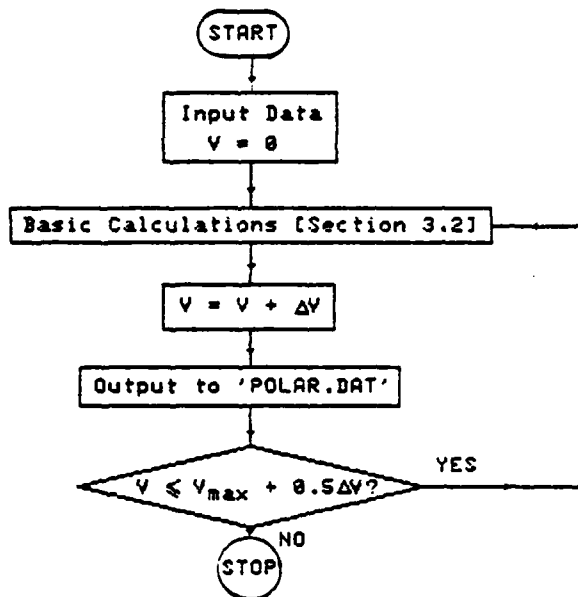 START
Input Data
V = 0
Basic Calculations [Section 3.2]
V = V + ΔV
Output to 'POLAR.DAT'
V ≤ Vmax + 0.5ΔV?
YES
NO
STOP